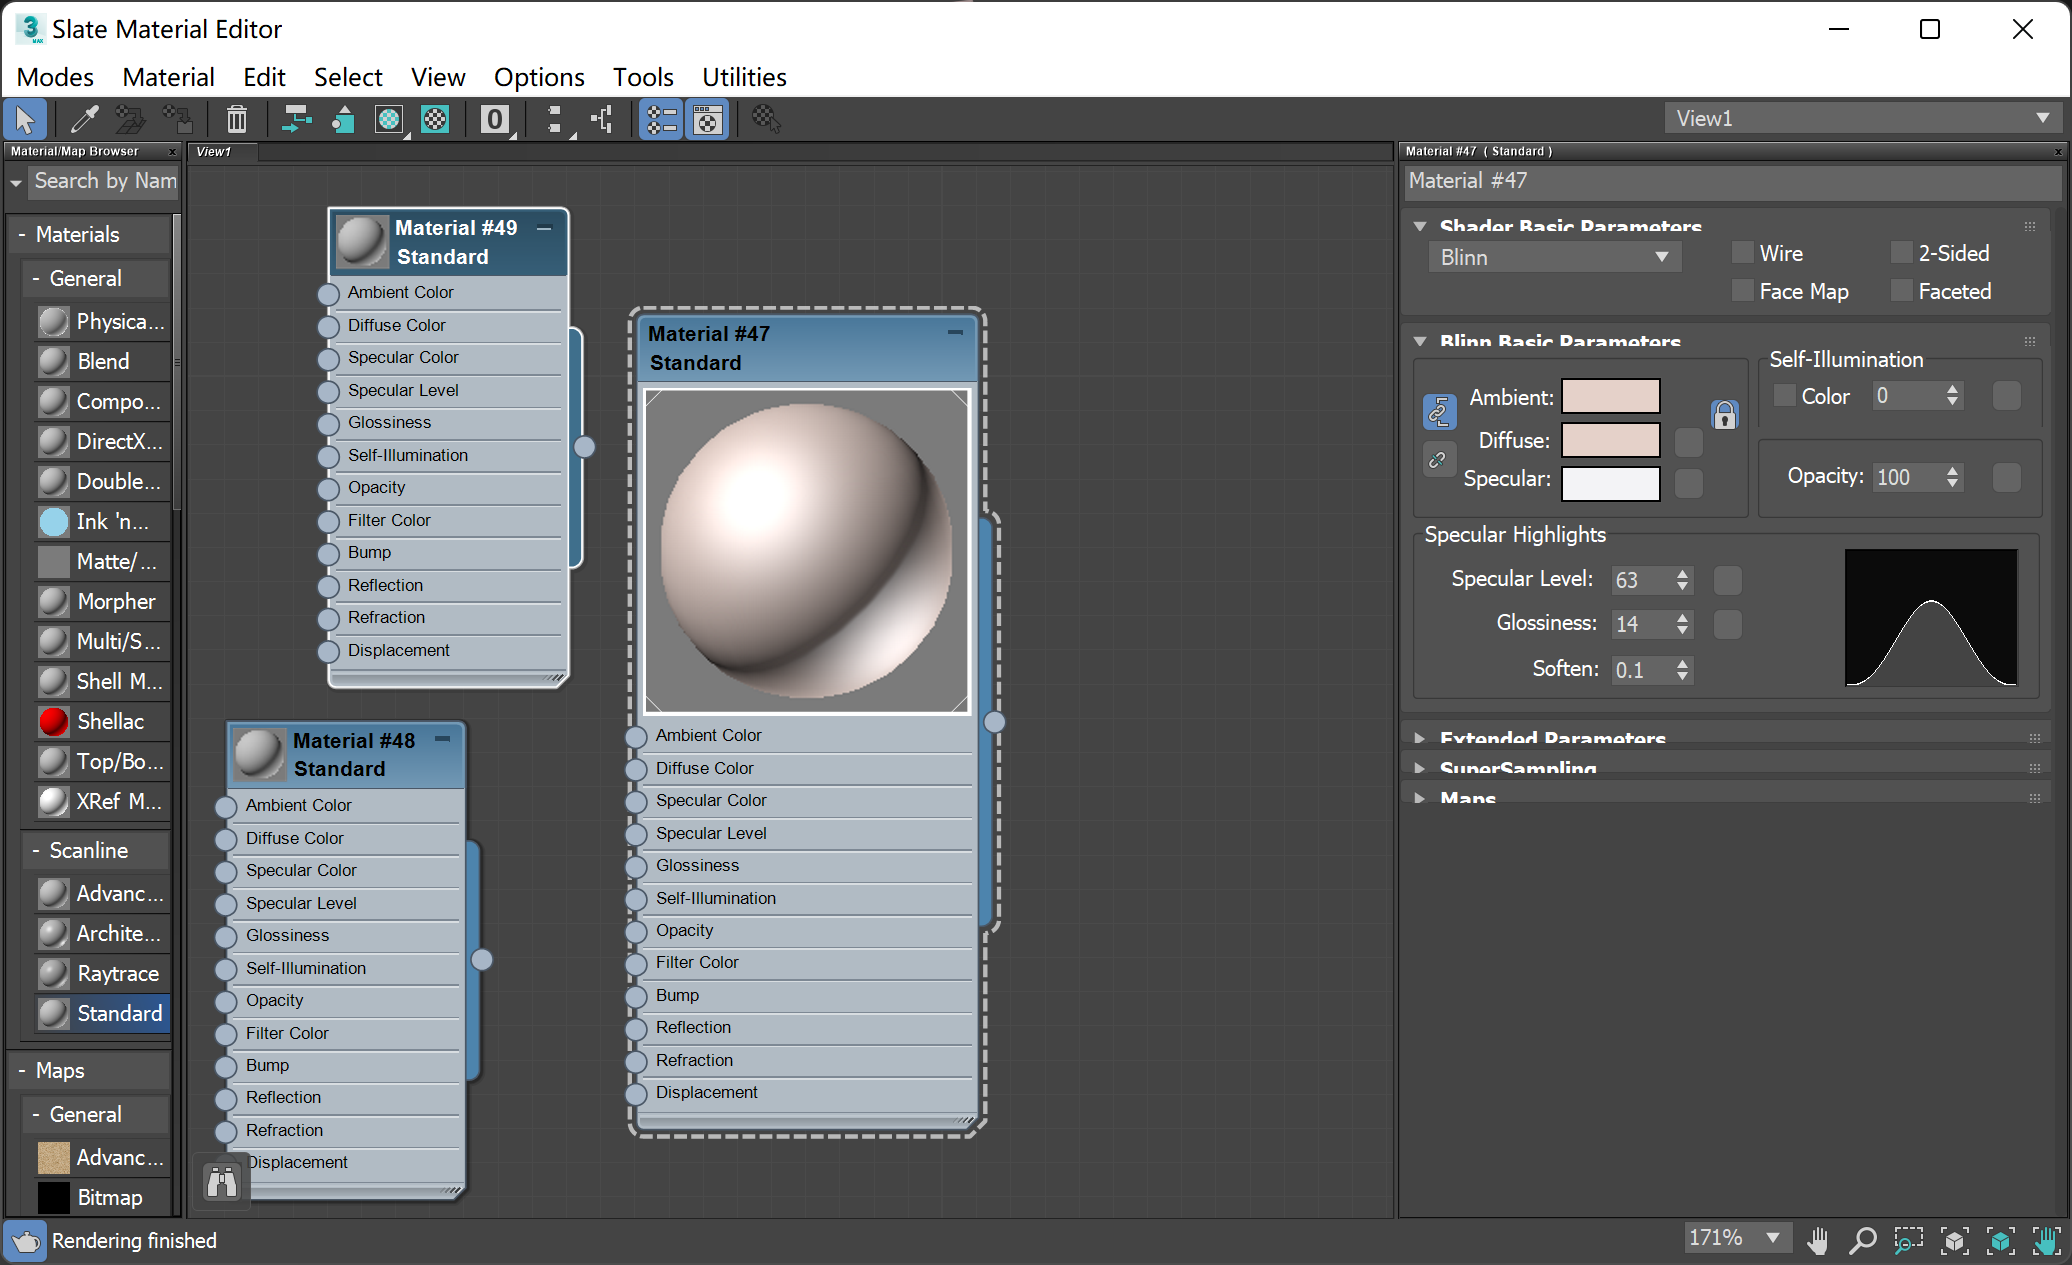 Slate Material Editor
Modes Material Edit Select View Options Tools Utilities
0
View1
Material/Map Browser x
View1
Material #47 ( Standard ) x
Search by Nam
Material #47
- Materials
- General
Physica...
Blend
Compo...
DirectX...
Double...
Ink 'n...
Matte/...
Morpher
Multi/S...
Shell M...
Shellac
Top/Bo...
XRef M...
- Scanline
Advanc...
Archite...
Raytrace
Standard
- Maps
- General
Advanc...
Bitmap
Material #49
Standard
Ambient Color
Diffuse Color
Specular Color
Specular Level
Glossiness
Self-Illumination
Opacity
Filter Color
Bump
Reflection
Refraction
Displacement
Material #48
Standard
Ambient Color
Diffuse Color
Specular Color
Specular Level
Glossiness
Self-Illumination
Opacity
Filter Color
Bump
Reflection
Refraction
Displacement
Material #47
Standard
Ambient Color
Diffuse Color
Specular Color
Specular Level
Glossiness
Self-Illumination
Opacity
Filter Color
Bump
Reflection
Refraction
Displacement
Shader Basic Parameters
Blinn
Wire
2-Sided
Face Map
Faceted
Blinn Basic Parameters
Ambient:
Diffuse:
Specular:
Self-Illumination
Color 0
Opacity: 100
Specular Highlights
Specular Level: 63
Glossiness: 14
Soften: 0.1
Extended Parameters
SuperSampling
Maps
Rendering finished
171%